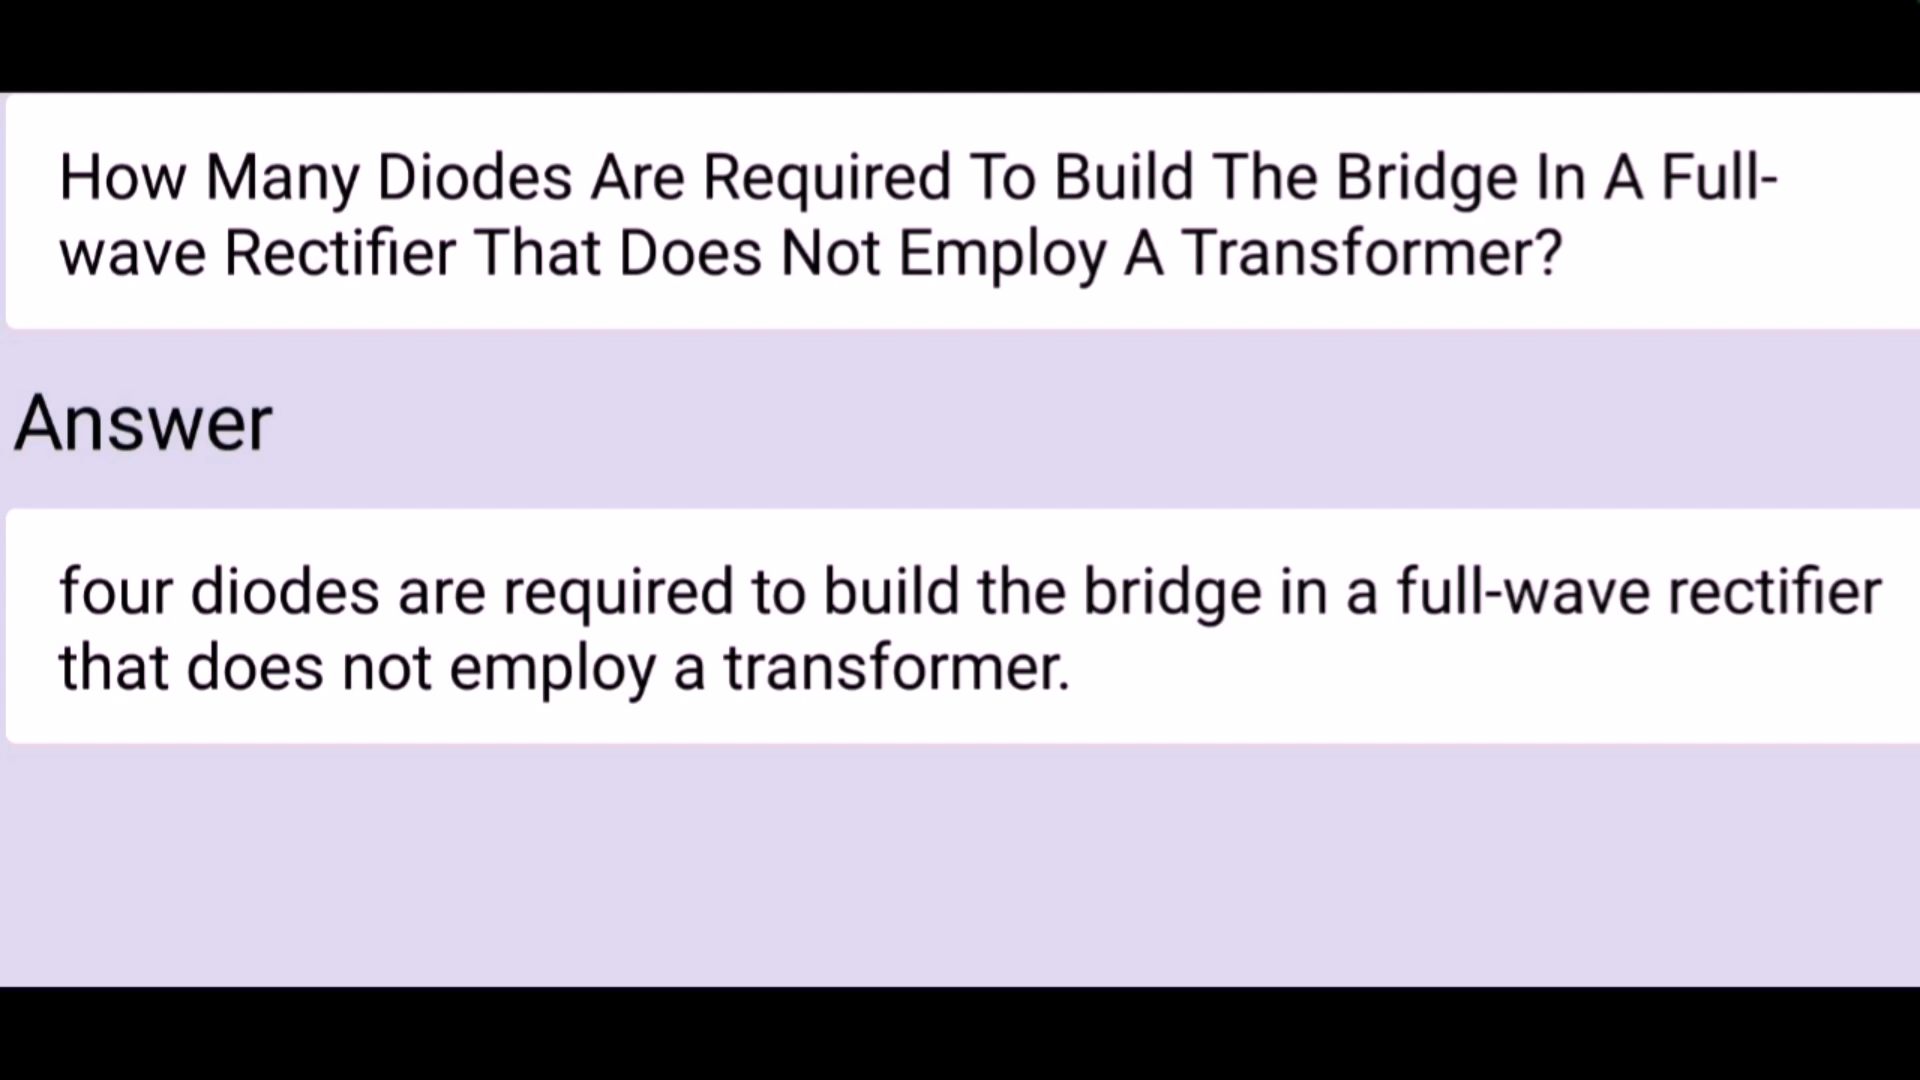 How Many Diodes Are Required To Build The Bridge In A Full-
wave Rectifier That Does Not Employ A Transformer?
Answer
four diodes are required to build the bridge in a full-wave rectifier
that does not employ a transformer.